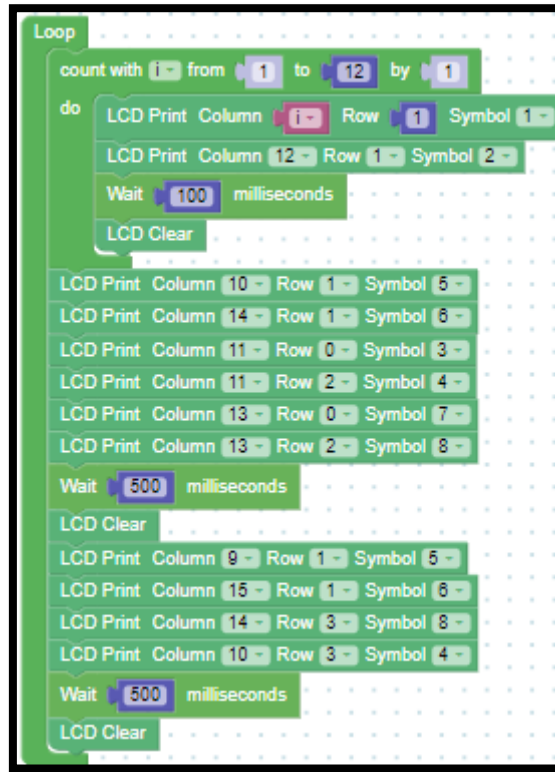 Loop
count with i from 1 to 12 by 1
do
LCD Print Column i Row 1 Symbol 1
LCD Print Column 12 Row 1 Symbol 2
Wait 100 milliseconds
LCD Clear
LCD Print Column 10 Row 1 Symbol 5
LCD Print Column 14 Row 1 Symbol 6
LCD Print Column 11 Row 0 Symbol 3
LCD Print Column 11 Row 2 Symbol 4
LCD Print Column 13 Row 0 Symbol 7
LCD Print Column 13 Row 2 Symbol 8
Wait 500 milliseconds
LCD Clear
LCD Print Column 9 Row 1 Symbol 5
LCD Print Column 15 Row 1 Symbol 6
LCD Print Column 14 Row 3 Symbol 8
LCD Print Column 10 Row 3 Symbol 4
Wait 500 milliseconds
LCD Clear